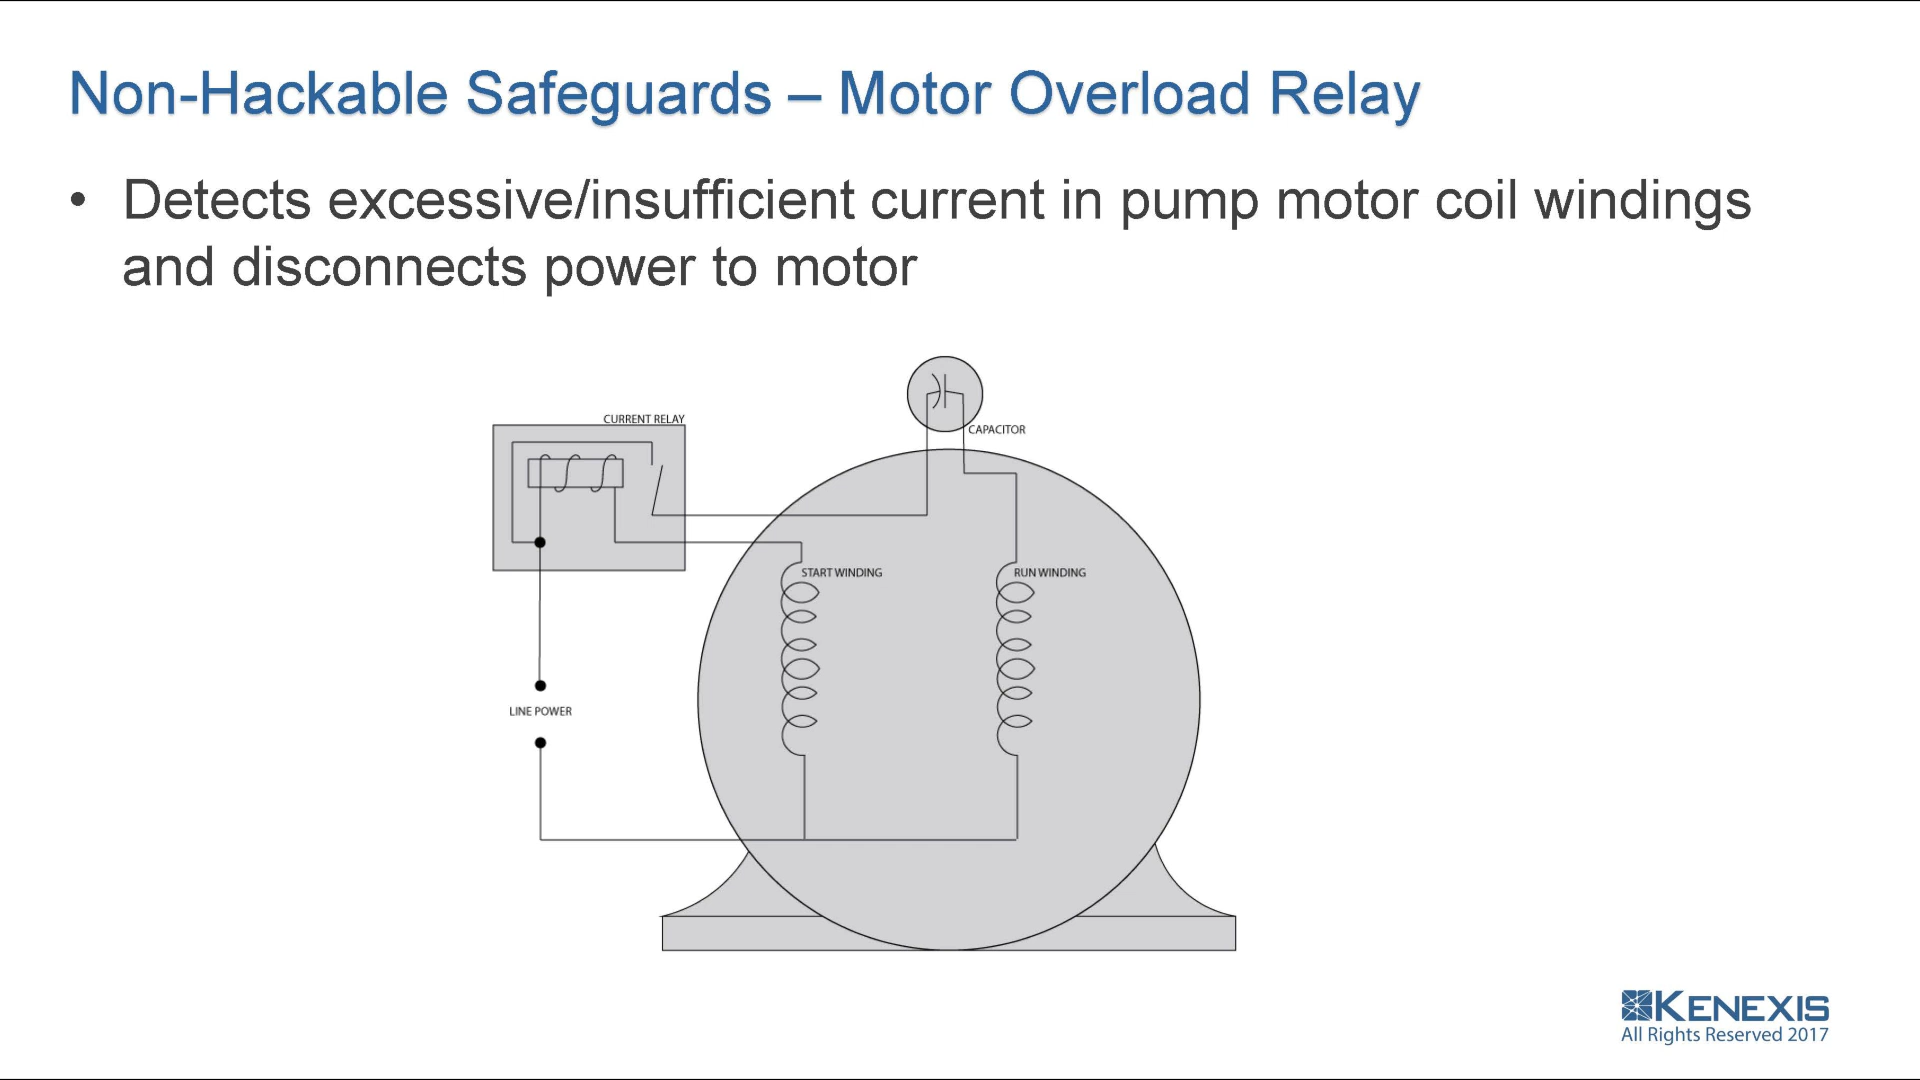 Non-Hackable Safeguards – Motor Overload Relay
• Detects excessive/insufficient current in pump motor coil windings
and disconnects power to motor
CURRENT RELAY
CAPACITOR
START WINDING
RUN WINDING
LINE POWER
KENEXIS
All Rights Reserved 2017